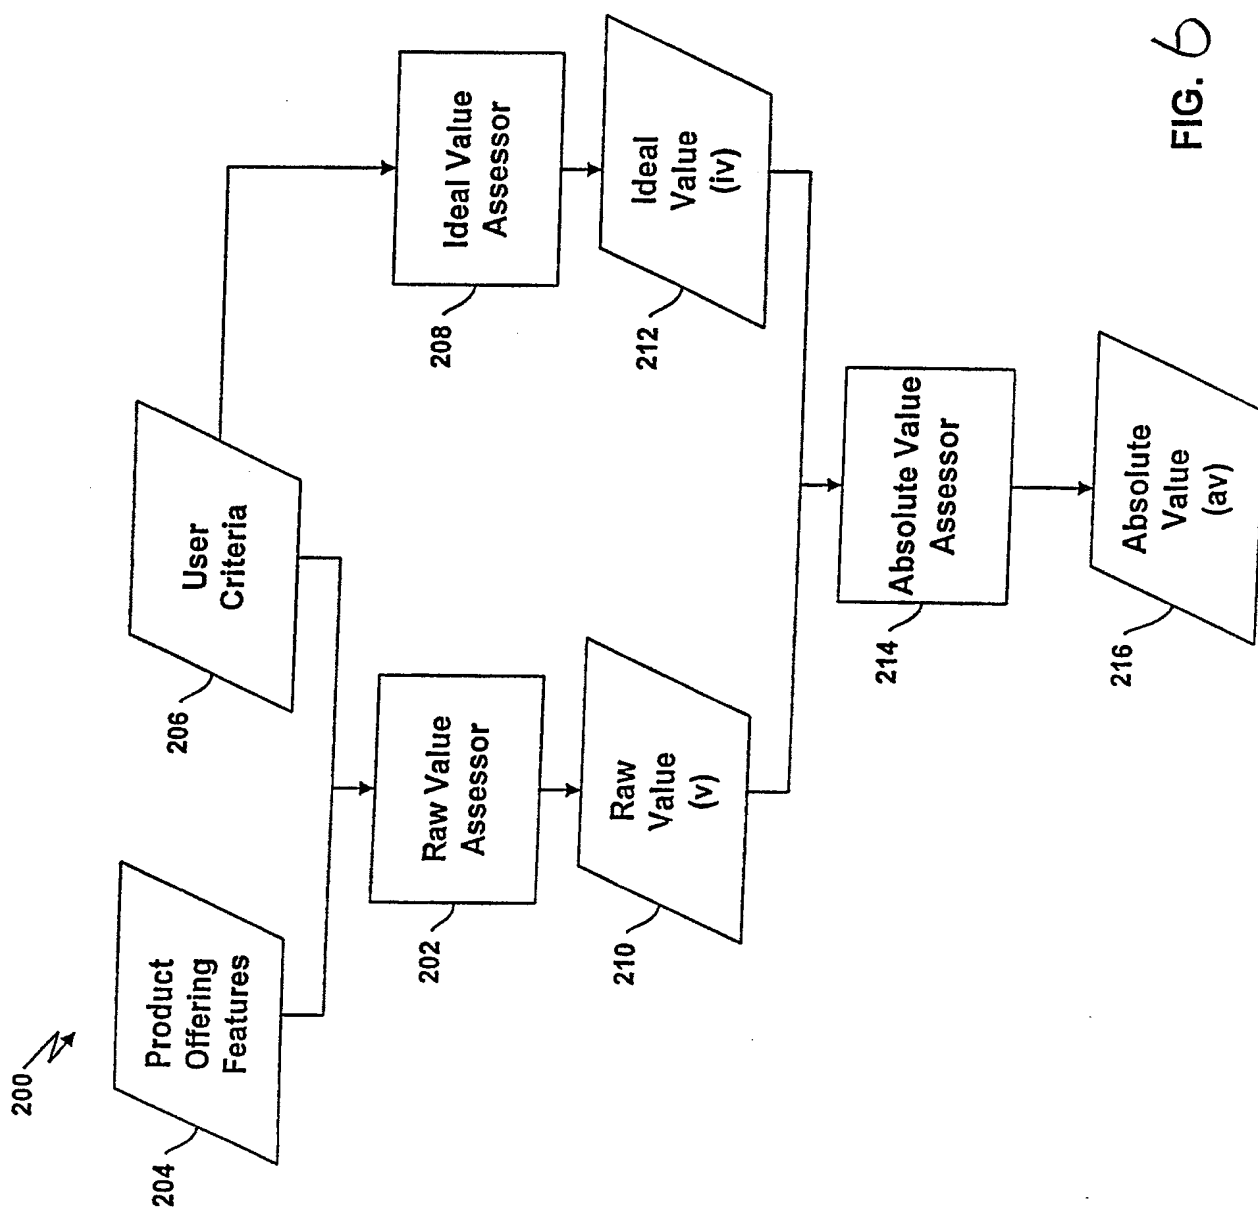 200
Product
Offering
Features
204
User
Criteria
206
Raw Value
Assessor
202
Ideal Value
Assessor
208
Raw
Value
(v)
210
Ideal
Value
(iv)
212
Absolute Value
Assessor
214
Absolute
Value
(av)
216
FIG. 6